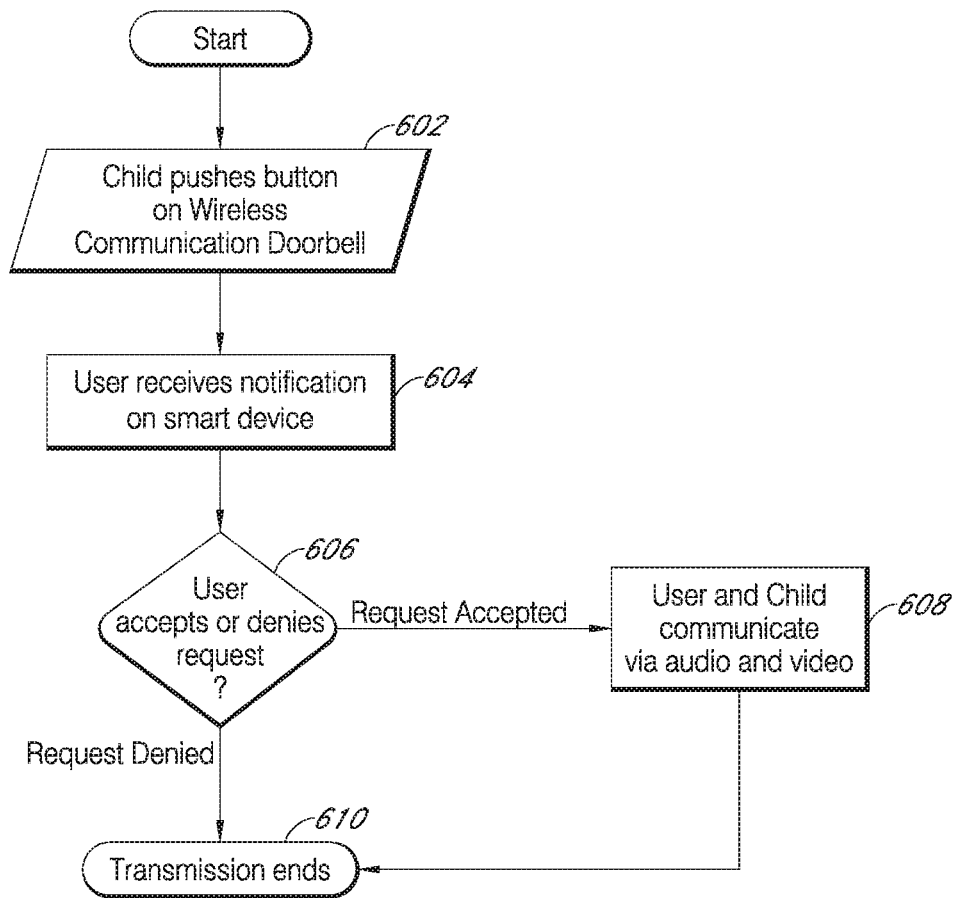 Start
602
Child pushes button
on Wireless
Communication Doorbell
User receives notification
on smart device
604
606
User
accepts or denies
request
?
Request Accepted
User and Child
communicate
via audio and video
608
Request Denied
610
Transmission ends